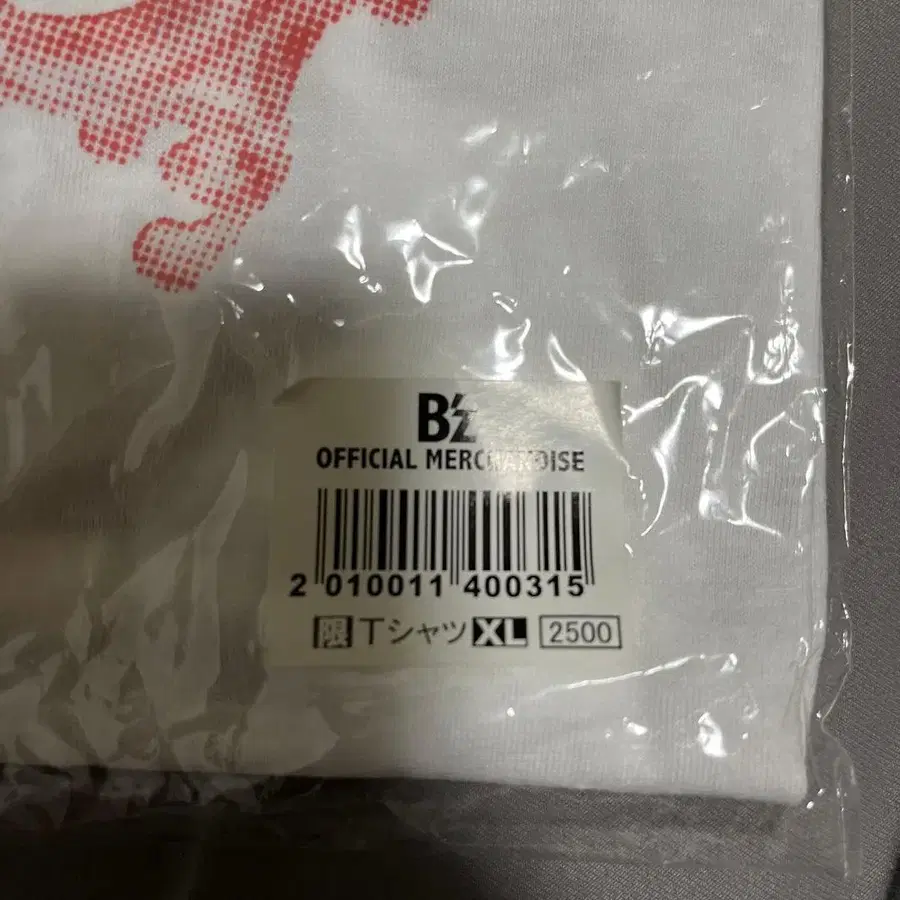 B'z
OFFICIAL MERCHANDISE
2 010011 400315
限 Tシャツ XL 2500